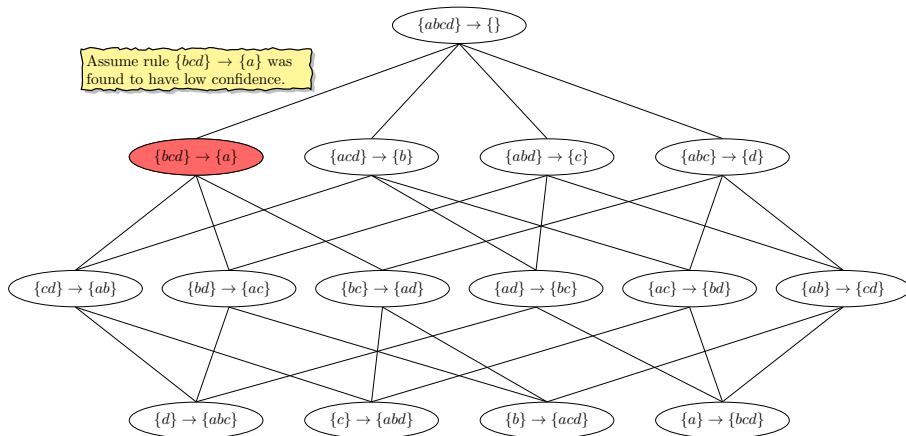 {abcd} → {}
Assume rule {bcd} → {a} was
found to have low confidence.
{bcd} → {a}
{acd} → {b}
{abd} → {c}
{abc} → {d}
{cd} → {ab}
{bd} → {ac}
{bc} → {ad}
{ad} → {bc}
{ac} → {bd}
{ab} → {cd}
{d} → {abc}
{c} → {abd}
{b} → {acd}
{a} → {bcd}